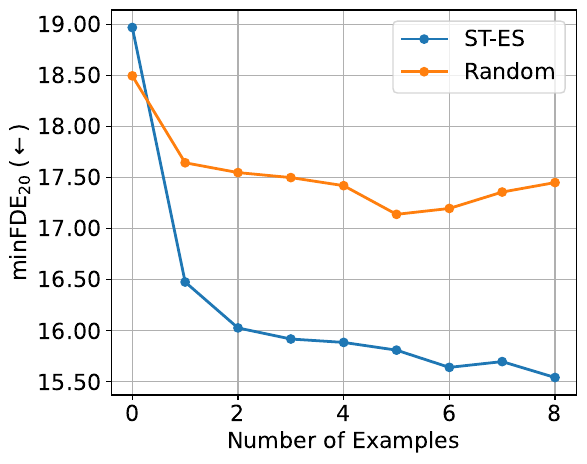 19.00
18.50
18.00
17.50
17.00
16.50
16.00
15.50
minFDE₂₀ (←)
ST-ES
Random
0 2 4 6 8
Number of Examples